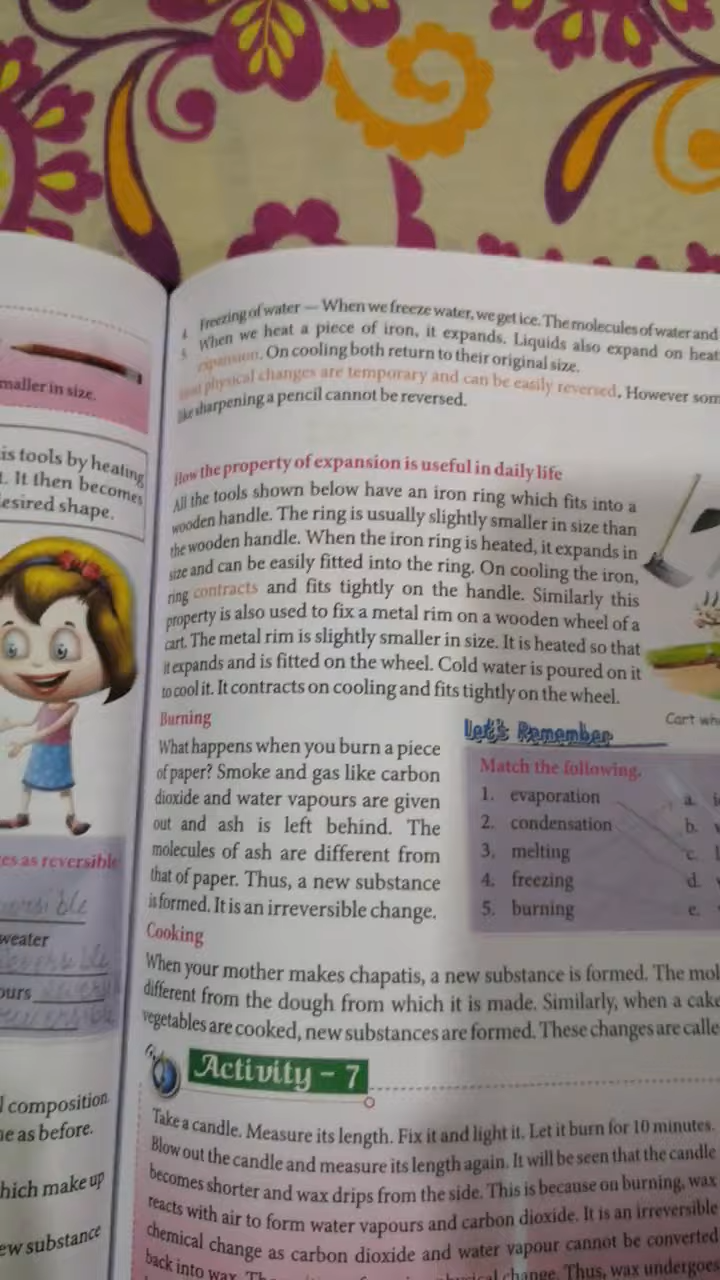 maller in size.
is tools by heating
t. It then becomes
esired shape.
es as reversible
weater
ours
l composition
e as before.
hich make up
ew substance
4. Freezing of water — When we freeze water, we get ice. The molecules of water and
5. When we heat a piece of iron, it expands. Liquids also expand on heat
expansion. On cooling both return to their original size.
physical changes are temporary and can be easily reversed. However som
like sharpening a pencil cannot be reversed.
How the property of expansion is useful in daily life
All the tools shown below have an iron ring which fits into a
wooden handle. The ring is usually slightly smaller in size than
the wooden handle. When the iron ring is heated, it expands in
size and can be easily fitted into the ring. On cooling the iron,
ring contracts and fits tightly on the handle. Similarly this
property is also used to fix a metal rim on a wooden wheel of a
cart. The metal rim is slightly smaller in size. It is heated so that
it expands and is fitted on the wheel. Cold water is poured on it
to cool it. It contracts on cooling and fits tightly on the wheel.
Cart whe
Burning
What happens when you burn a piece
of paper? Smoke and gas like carbon
dioxide and water vapours are given
out and ash is left behind. The
molecules of ash are different from
that of paper. Thus, a new substance
is formed. It is an irreversible change.
Let's Remember
Match the following.
1. evaporation a.
2. condensation b.
3. melting c.
4. freezing d.
5. burning e.
Cooking
When your mother makes chapatis, a new substance is formed. The mol
different from the dough from which it is made. Similarly, when a cake
vegetables are cooked, new substances are formed. These changes are calle
Activity – 7
Take a candle. Measure its length. Fix it and light it. Let it burn for 10 minutes.
Blow out the candle and measure its length again. It will be seen that the candle
becomes shorter and wax drips from the side. This is because on burning, wax
reacts with air to form water vapours and carbon dioxide. It is an irreversible
chemical change as carbon dioxide and water vapour cannot be converted
back into wax. physical change. Thus, wax undergoes